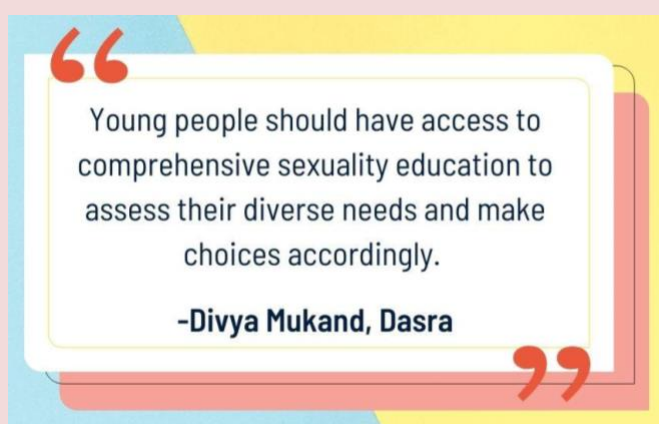 Young people should have access to
comprehensive sexuality education to
assess their diverse needs and make
choices accordingly.
-Divya Mukand, Dasra